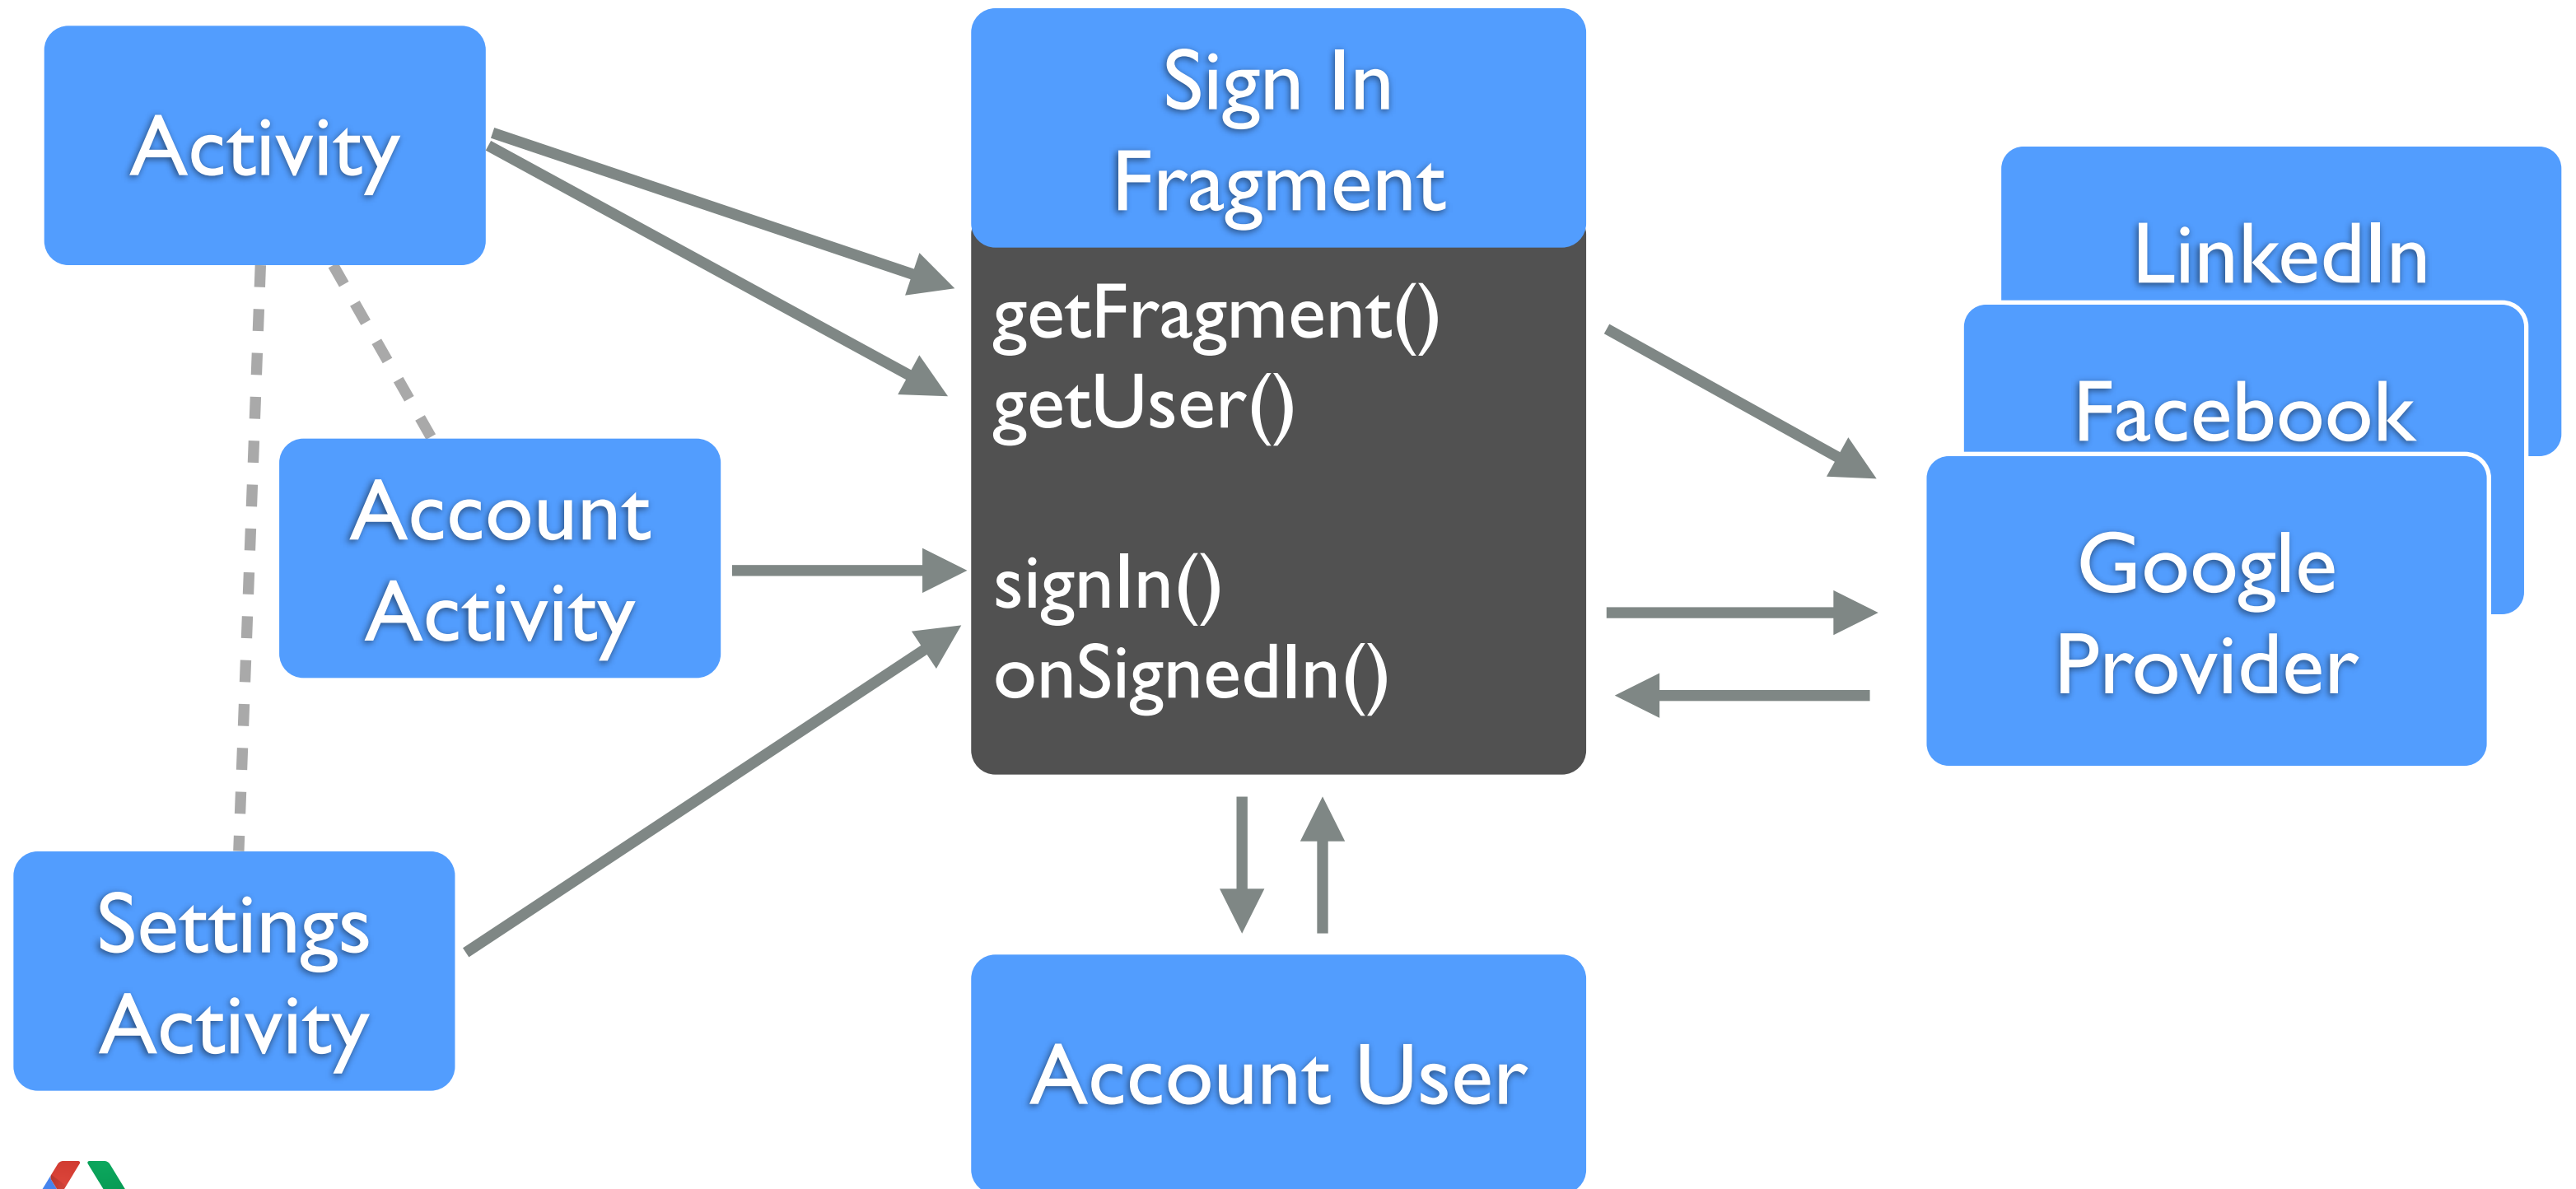 Activity
Sign In
Fragment
getFragment()
getUser()
signIn()
onSignedIn()
LinkedIn
Facebook
Google
Provider
Account
Activity
Settings
Activity
Account User